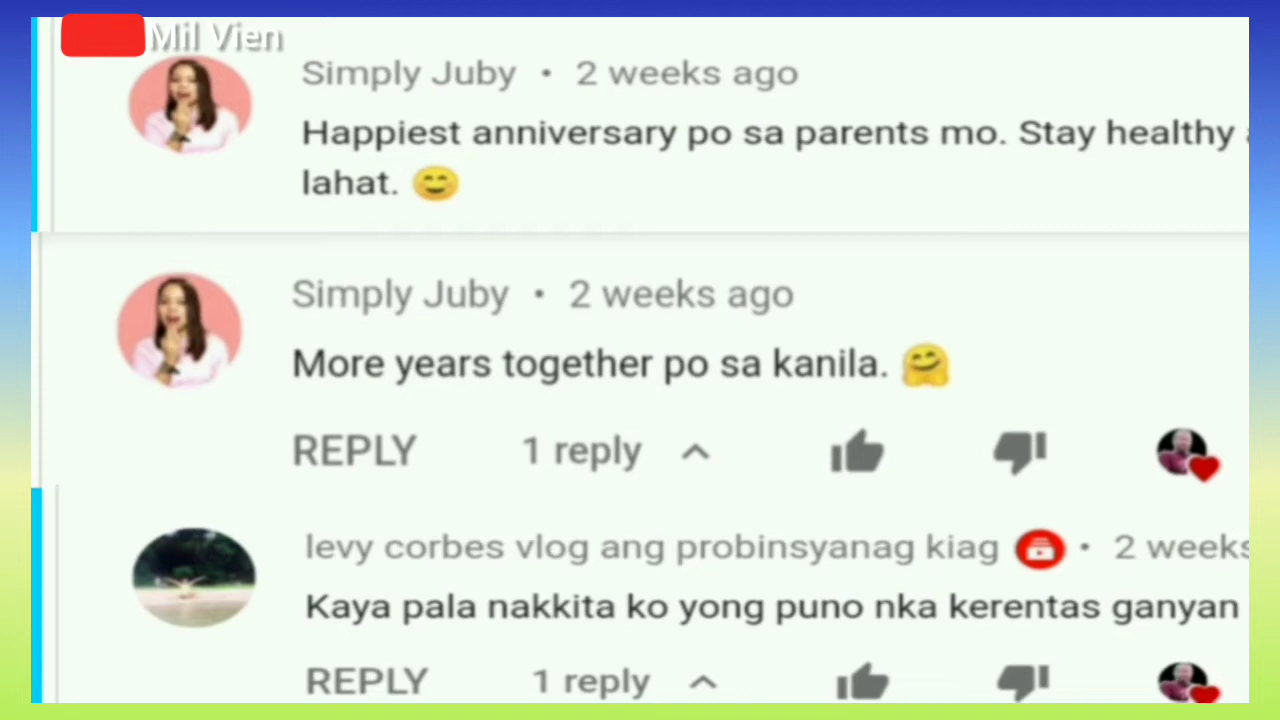 Mil Vien
Simply Juby • 2 weeks ago
Happiest anniversary po sa parents mo. Stay healthy
lahat. 😊
Simply Juby • 2 weeks ago
More years together po sa kanila. 🤗
REPLY 1 reply
levy corbes vlog ang probinsyanag kiag • 2 weeks
Kaya pala nakkita ko yong puno nka kerentas ganyan
REPLY 1 reply